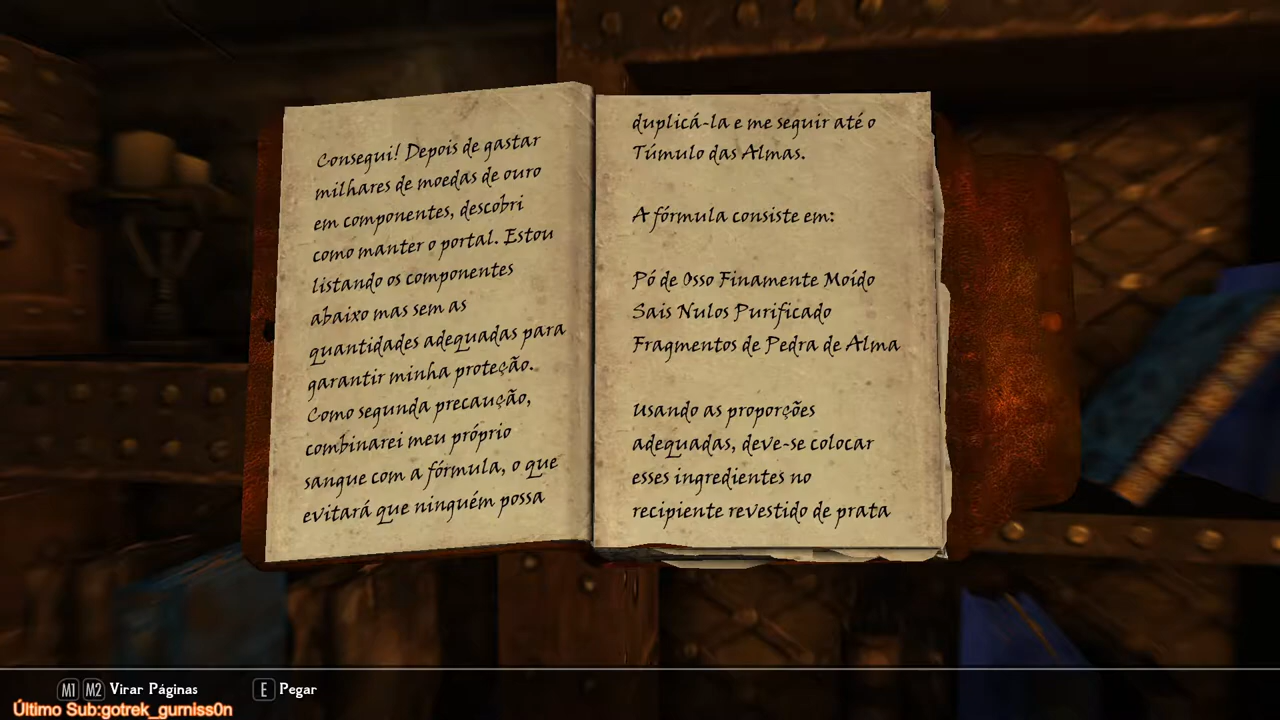 Consegui! Depois de gastar
milhares de moedas de ouro
em componentes, descobri
como manter o portal. Estou
listando os componentes
abaixo mas sem as
quantidades adequadas para
garantir minha proteção.
Como segunda precaução,
combinarei meu próprio
sangue com a fórmula, o que
evitará que ninguém possa
duplicá-la e me seguir até o
Túmulo das Almas.
A fórmula consiste em:
Pó de Osso Finamente Moído
Sais Nulos Purificado
Fragmentos de Pedra de Alma
Usando as proporções
adequadas, deve-se colocar
esses ingredientes no
recipiente revestido de prata
M1 M2 Virar Páginas E Pegar
Último Sub:gotrek_gurniss0n